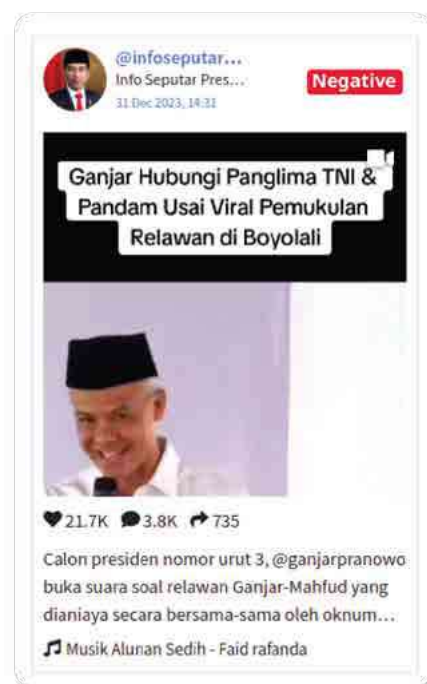 @infoseputar...
Info Seputar Pres...
31 Dec 2023, 14:31
Negative
Ganjar Hubungi Panglima TNI &
Pandam Usai Viral Pemukulan
Relawan di Boyolali
21.7K 3.8K 735
Calon presiden nomor urut 3, @ganjarpranowo
buka suara soal relawan Ganjar-Mahfud yang
dianiaya secara bersama-sama oleh oknum...
Musik Alunan Sedih - Faid rafanda